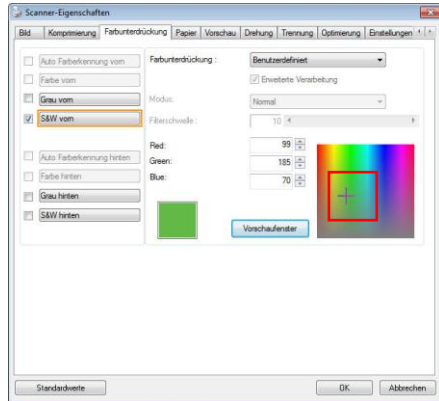 Scanner-Eigenschaften
Bild Komprimierung Farbunterdrückung Papier Vorschau Drehung Trennung Optimierung Einstellungen
Auto Farberkennung vorn
Farbe vorn
Grau vorn
S&W vorn
Auto Farberkennung hinten
Farbe hinten
Grau hinten
S&W hinten
Farbunterdrückung : Benutzerdefiniert
Erweiterte Verarbeitung
Modus: Normal
Filterschwelle : 10
Red: 99
Green: 185
Blue: 70
Vorschaufenster
Standardwerte OK Abbrechen